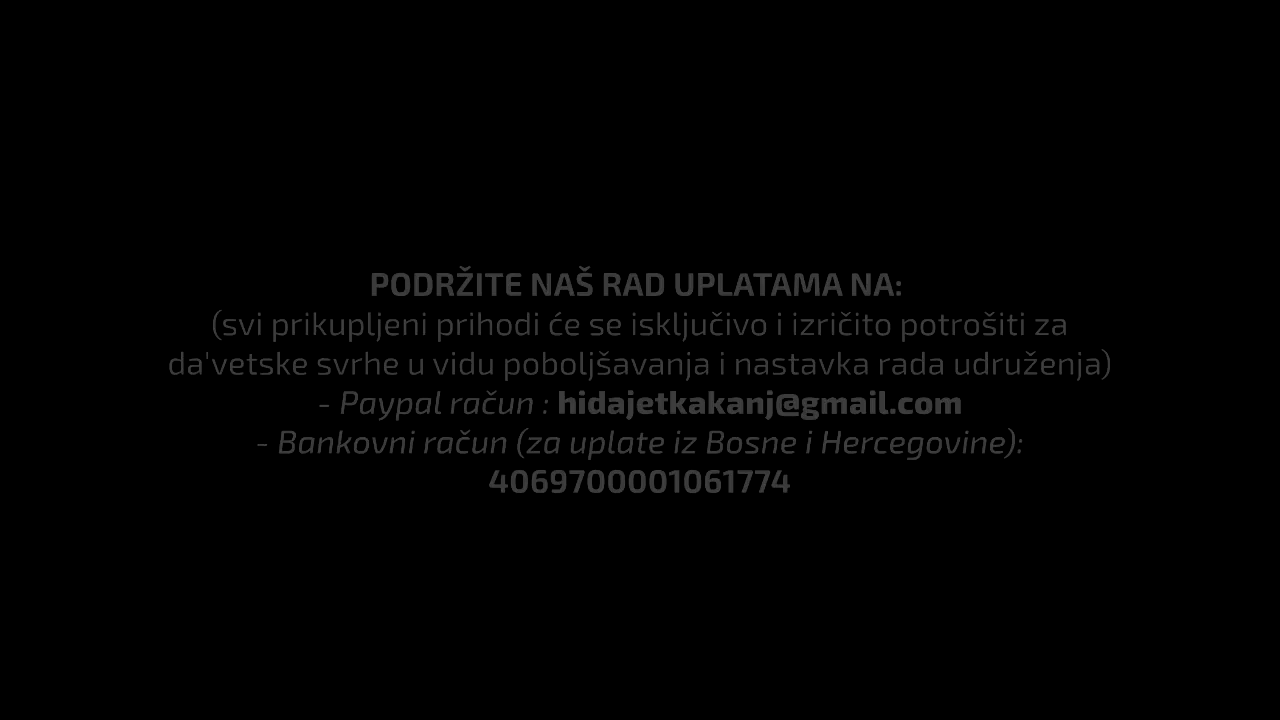 PODRŽITE NAŠ RAD UPLATAMA NA:
(svi prikupljeni prihodi će se isključivo i izričito potrošiti za
da'vetske svrhe u vidu poboljšavanja i nastavka rada udruženja)
- Paypal račun : hidajetkakanj@gmail.com
- Bankovni račun (za uplate iz Bosne i Hercegovine):
4069700001061774